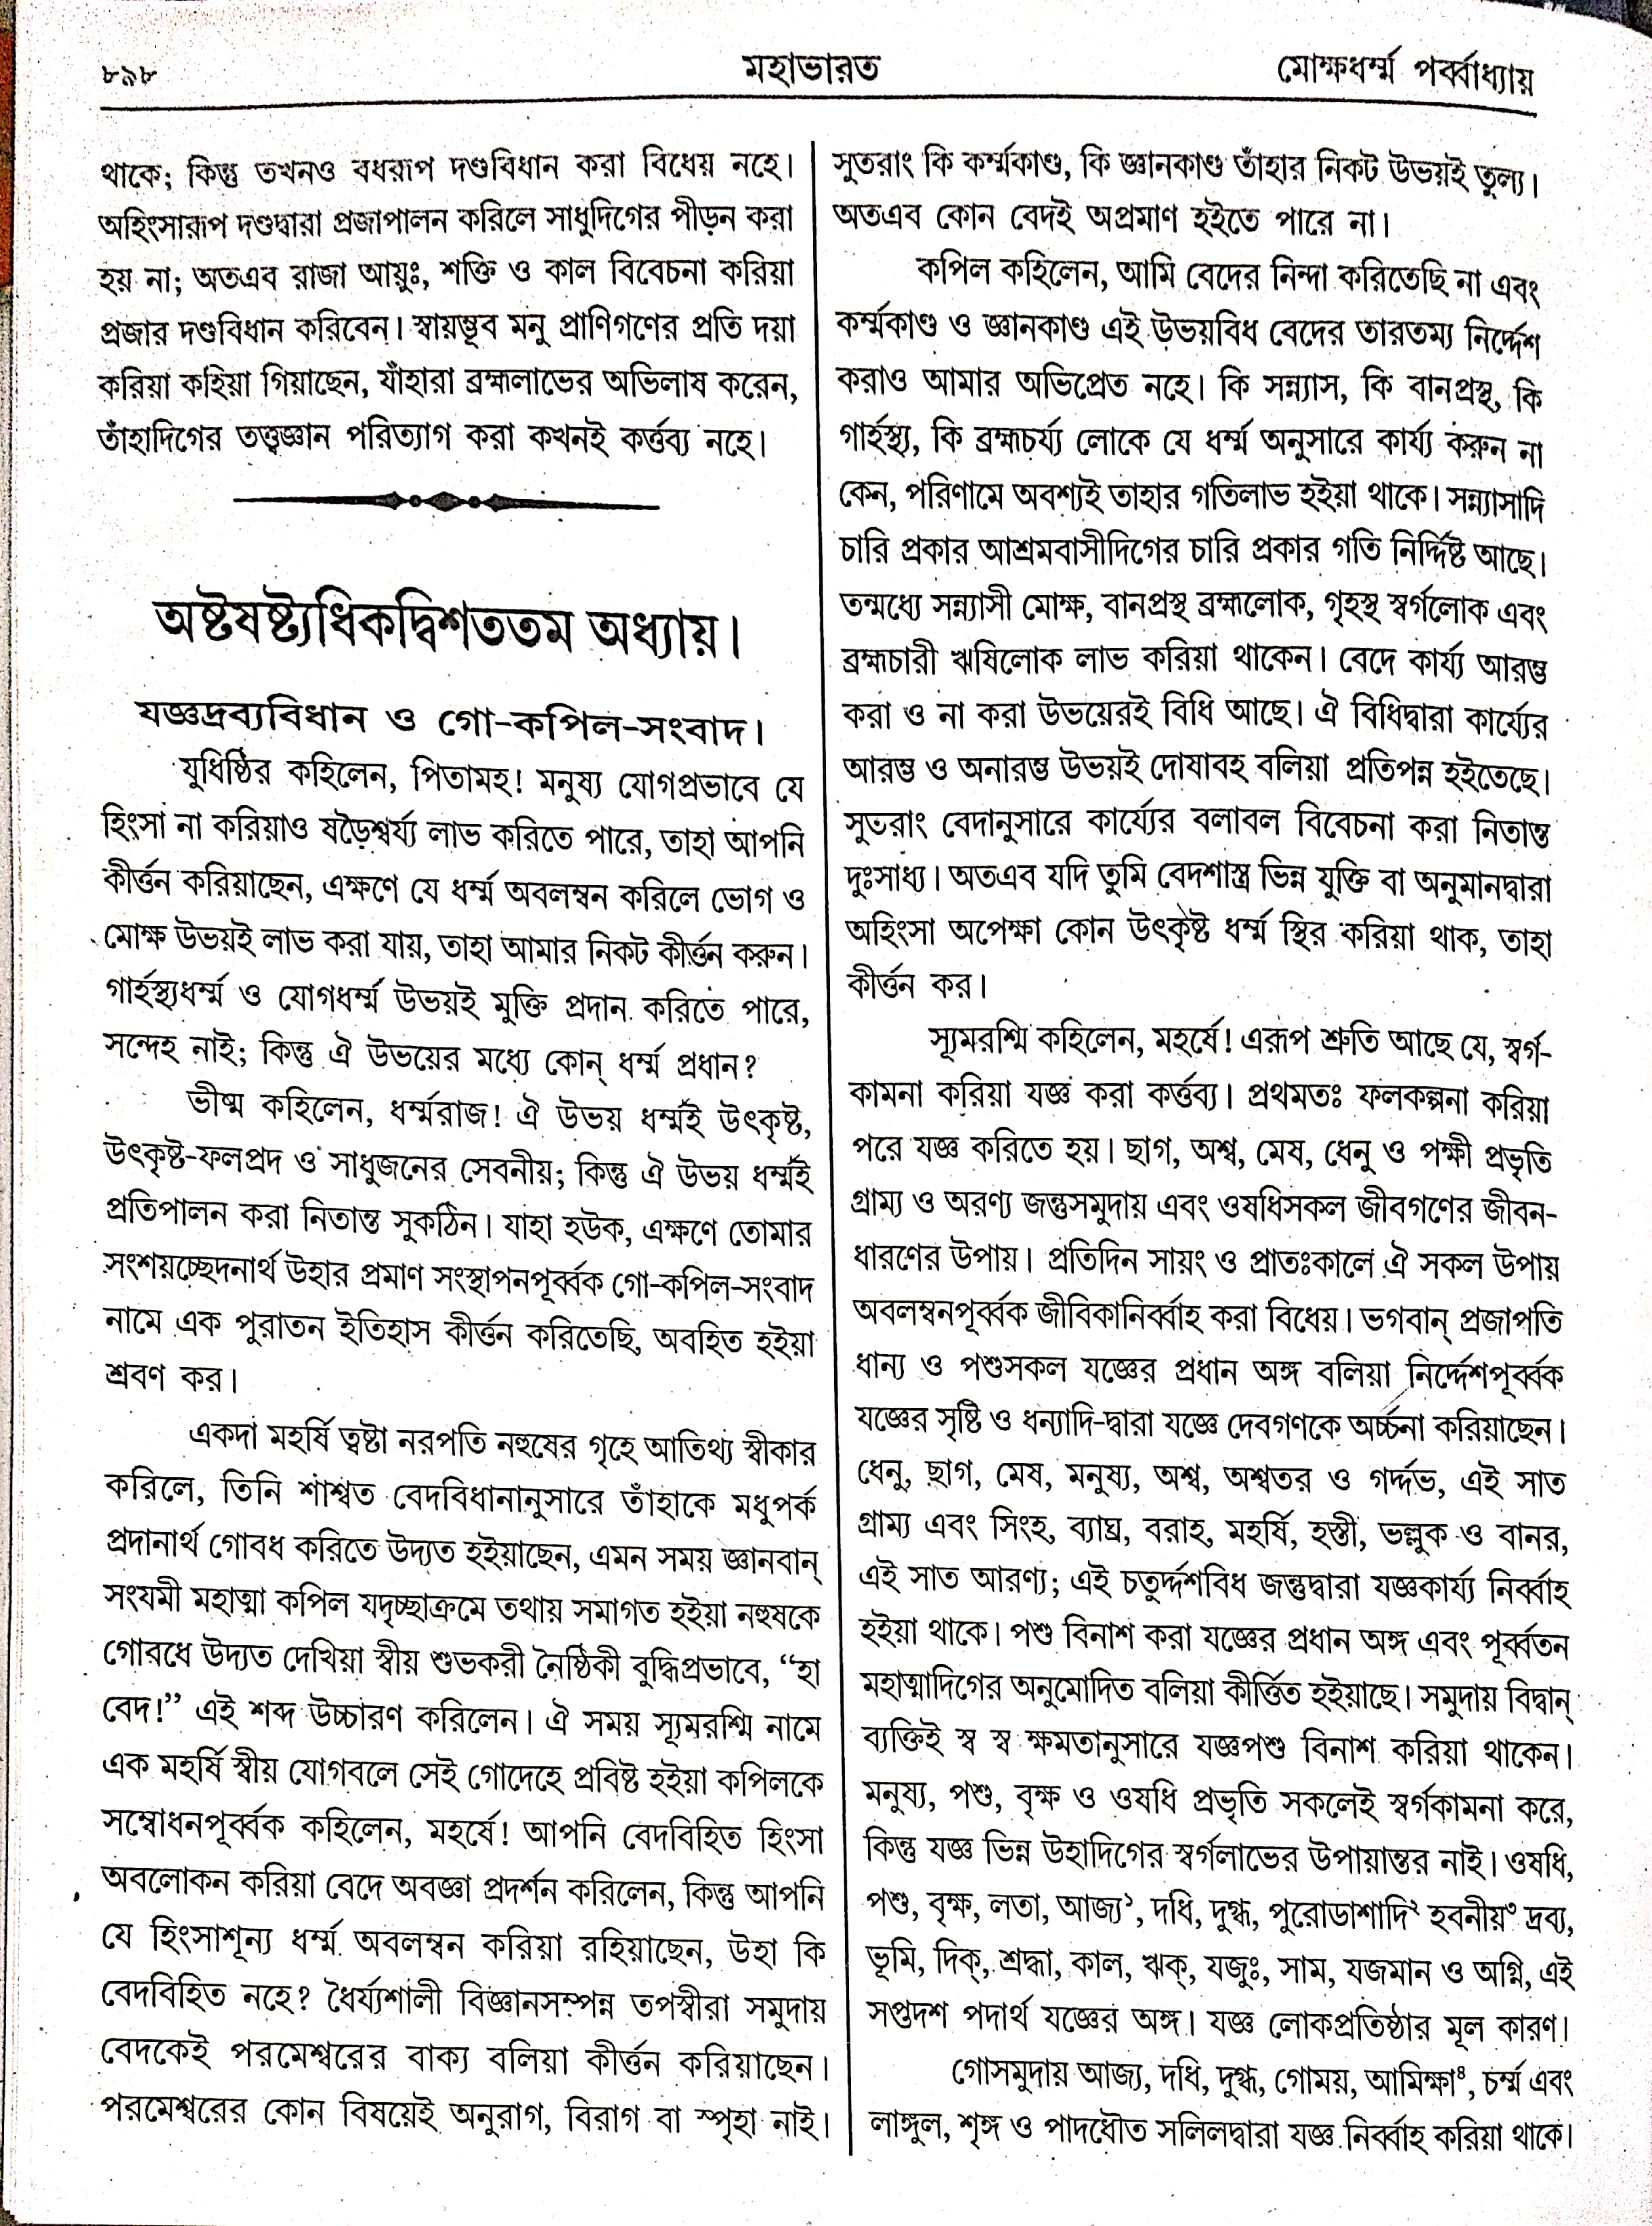 ৮৯৮
মহাভারত
মোক্ষধর্ম্ম পর্ব্বাধ্যায়
থাকে; কিন্তু তখনও বধরূপ দণ্ডবিধান করা বিধেয় নহে।
অহিংসারূপ দণ্ডদ্বারা প্রজাপালন করিলে সাধুদিগের পীড়ন করা
হয় না; অতএব রাজা আয়ুঃ, শক্তি ও কাল বিবেচনা করিয়া
প্রজার দণ্ডবিধান করিবেন। স্বায়ম্ভূব মনু প্রাণিগণের প্রতি দয়া
করিয়া কহিয়া গিয়াছেন, যাঁহারা ব্রহ্মলাভের অভিলাষ করেন,
তাঁহাদিগের তত্ত্বজ্ঞান পরিত্যাগ করা কখনই কর্ত্তব্য নহে।
অষ্টষষ্ট্যধিকদ্বিশততম অধ্যায়।
যজ্ঞদ্রব্যবিধান ও গো-কপিল-সংবাদ।
যুধিষ্ঠির কহিলেন, পিতামহ! মনুষ্য যোগপ্রভাবে যে
হিংসা না করিয়াও ষড়ৈশ্বর্য্য লাভ করিতে পারে, তাহা আপনি
কীর্ত্তন করিয়াছেন, এক্ষণে যে ধর্ম্ম অবলম্বন করিলে ভোগ ও
মোক্ষ উভয়ই লাভ করা যায়, তাহা আমার নিকট কীর্ত্তন করুন।
গার্হস্থ্যধর্ম্ম ও যোগধর্ম্ম উভয়ই মুক্তি প্রদান করিতে পারে,
সন্দেহ নাই; কিন্তু ঐ উভয়ের মধ্যে কোন্ ধর্ম্ম প্রধান?
ভীষ্ম কহিলেন, ধর্ম্মরাজ! ঐ উভয় ধর্ম্মই উৎকৃষ্ট,
উৎকৃষ্ট-ফলপ্রদ ও সাধুজনের সেবনীয়; কিন্তু ঐ উভয় ধর্ম্মই
প্রতিপালন করা নিতান্ত সুকঠিন। যাহা হউক, এক্ষণে তোমার
সংশয়চ্ছেদনার্থ উহার প্রমাণ সংস্থাপনপূর্ব্বক গো-কপিল-সংবাদ
নামে এক পুরাতন ইতিহাস কীর্ত্তন করিতেছি, অবহিত হইয়া
শ্রবণ কর।
একদা মহর্ষি ত্বষ্টা নরপতি নহুষের গৃহে আতিথ্য স্বীকার
করিলে, তিনি শাশ্বত বেদবিধানানুসারে তাঁহাকে মধুপর্ক
প্রদানার্থ গোবধ করিতে উদ্যত হইয়াছেন, এমন সময় জ্ঞানবান্
সংযমী মহাত্মা কপিল যদৃচ্ছাক্রমে তথায় সমাগত হইয়া নহুষকে
গোরধে উদ্যত দেখিয়া স্বীয় শুভকরী নৈষ্ঠিকী বুদ্ধিপ্রভাবে, “হা
বেদ!” এই শব্দ উচ্চারণ করিলেন। ঐ সময় স্যূমরশ্মি নামে
এক মহর্ষি স্বীয় যোগবলে সেই গোদেহে প্রবিষ্ট হইয়া কপিলকে
সম্বোধনপূর্ব্বক কহিলেন, মহর্ষে! আপনি বেদবিহিত হিংসা
অবলোকন করিয়া বেদে অবজ্ঞা প্রদর্শন করিলেন, কিন্তু আপনি
যে হিংসাশূন্য ধর্ম্ম অবলম্বন করিয়া রহিয়াছেন, উহা কি
বেদবিহিত নহে? ধৈর্য্যশালী বিজ্ঞানসম্পন্ন তপস্বীরা সমুদায়
বেদকেই পরমেশ্বরের বাক্য বলিয়া কীর্ত্তন করিয়াছেন।
পরমেশ্বরের কোন বিষয়েই অনুরাগ, বিরাগ বা স্পৃহা নাই।
সুতরাং কি কর্ম্মকাণ্ড, কি জ্ঞানকাণ্ড তাঁহার নিকট উভয়ই তুল্য।
অতএব কোন বেদই অপ্রমাণ হইতে পারে না।
কপিল কহিলেন, আমি বেদের নিন্দা করিতেছি না এবং
কর্ম্মকাণ্ড ও জ্ঞানকাণ্ড এই উভয়বিধ বেদের তারতম্য নির্দ্দেশ
করাও আমার অভিপ্রেত নহে। কি সন্ন্যাস, কি বানপ্রস্থ, কি
গার্হস্থ্য, কি ব্রহ্মচর্য্য লোকে যে ধর্ম্ম অনুসারে কার্য্য করুন না
কেন, পরিণামে অবশ্যই তাহার গতিলাভ হইয়া থাকে। সন্ন্যাসাদি
চারি প্রকার আশ্রমবাসীদিগের চারি প্রকার গতি নির্দ্দিষ্ট আছে।
তন্মধ্যে সন্ন্যাসী মোক্ষ, বানপ্রস্থ ব্রহ্মলোক, গৃহস্থ স্বর্গলোক এবং
ব্রহ্মচারী ঋষিলোক লাভ করিয়া থাকেন। বেদে কার্য্য আরম্ভ
করা ও না করা উভয়েরই বিধি আছে। ঐ বিধিদ্বারা কার্য্যের
আরম্ভ ও অনারম্ভ উভয়ই দোষাবহ বলিয়া প্রতিপন্ন হইতেছে।
সুতরাং বেদানুসারে কার্য্যের বলাবল বিবেচনা করা নিতান্ত
দুঃসাধ্য। অতএব যদি তুমি বেদশাস্ত্র ভিন্ন যুক্তি বা অনুমানদ্বারা
অহিংসা অপেক্ষা কোন উৎকৃষ্ট ধর্ম্ম স্থির করিয়া থাক, তাহা
কীর্ত্তন কর।
স্যূমরশ্মি কহিলেন, মহর্ষে! এরূপ শ্রুতি আছে যে, স্বর্গ-
কামনা করিয়া যজ্ঞ করা কর্ত্তব্য। প্রথমতঃ ফলকল্পনা করিয়া
পরে যজ্ঞ করিতে হয়। ছাগ, অশ্ব, মেষ, ধেনু ও পক্ষী প্রভৃতি
গ্রাম্য ও অরণ্য জন্তুসমুদায় এবং ওষধিসকল জীবগণের জীবন-
ধারণের উপায়। প্রতিদিন সায়ং ও প্রাতঃকালে ঐ সকল উপায়
অবলম্বনপূর্ব্বক জীবিকানির্ব্বাহ করা বিধেয়। ভগবান্ প্রজাপতি
ধান্য ও পশুসকল যজ্ঞের প্রধান অঙ্গ বলিয়া নির্দ্দেশপূর্ব্বক
যজ্ঞের সৃষ্টি ও ধন্যাদি-দ্বারা যজ্ঞে দেবগণকে অর্চ্চনা করিয়াছেন।
ধেনু, ছাগ, মেষ, মনুষ্য, অশ্ব, অশ্বতর ও গর্দ্দভ, এই সাত
গ্রাম্য এবং সিংহ, ব্যাঘ্র, বরাহ, মহর্ষি, হস্তী, ভল্লুক ও বানর,
এই সাত আরণ্য; এই চতুর্দ্দশবিধ জন্তুদ্বারা যজ্ঞকার্য্য নির্ব্বাহ
হইয়া থাকে। পশু বিনাশ করা যজ্ঞের প্রধান অঙ্গ এবং পূর্ব্বতন
মহাত্মাদিগের অনুমোদিত বলিয়া কীর্ত্তিত হইয়াছে। সমুদায় বিদ্বান্
ব্যক্তিই স্ব স্ব ক্ষমতানুসারে যজ্ঞপশু বিনাশ করিয়া থাকেন।
মনুষ্য, পশু, বৃক্ষ ও ওষধি প্রভৃতি সকলেই স্বর্গকামনা করে,
কিন্তু যজ্ঞ ভিন্ন উহাদিগের স্বর্গলাভের উপায়ান্তর নাই। ওষধি,
পশু, বৃক্ষ, লতা, আজ্য¹, দধি, দুগ্ধ, পুরোডাশাদি² হবনীয়³ দ্রব্য,
ভূমি, দিক্, শ্রদ্ধা, কাল, ঋক্, যজুঃ, সাম, যজমান ও অগ্নি, এই
সপ্তদশ পদার্থ যজ্ঞের অঙ্গ। যজ্ঞ লোকপ্রতিষ্ঠার মূল কারণ।
গোসমুদায় আজ্য, দধি, দুগ্ধ, গোময়, আমিক্ষা⁴, চর্ম্ম এবং
লাঙ্গুল, শৃঙ্গ ও পাদধৌত সলিলদ্বারা যজ্ঞ নির্ব্বাহ করিয়া থাকে।